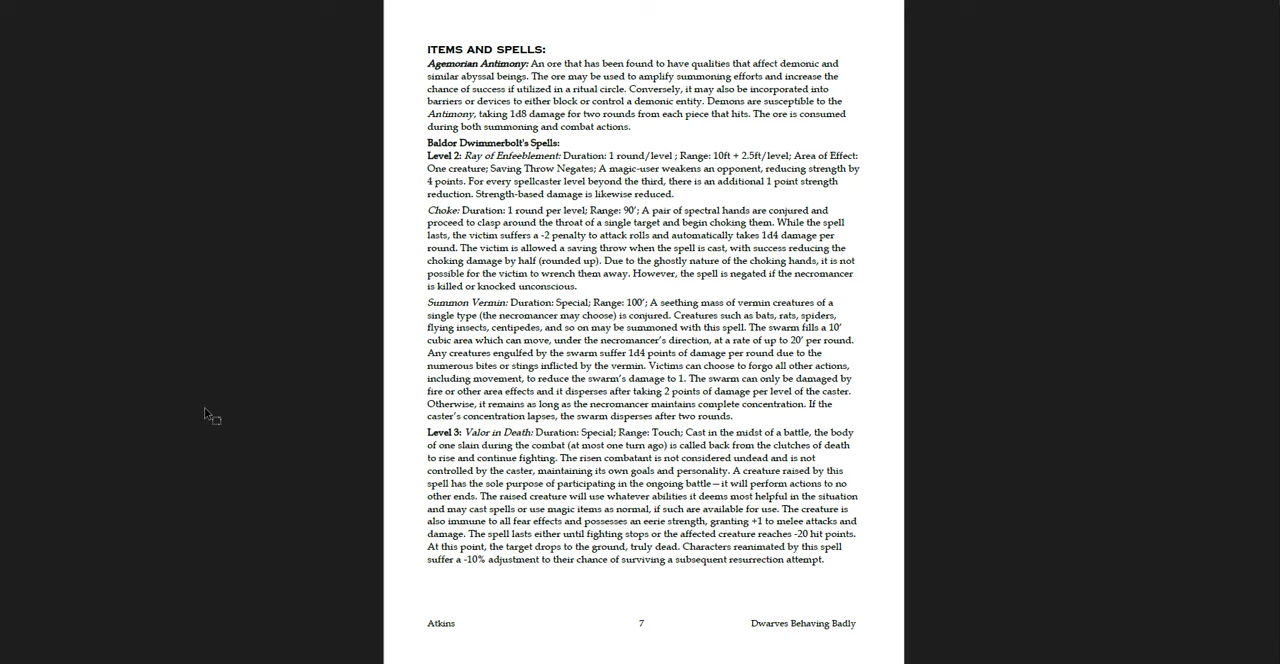 ITEMS AND SPELLS:
Agemorian Antimony: An ore that has been found to have qualities that affect demonic and
similar abyssal beings. The ore may be used to amplify summoning efforts and increase the
chance of success if utilized in a ritual circle. Conversely, it may also be incorporated into
barriers or devices to either block or control a demonic entity. Demons are susceptible to the
Antimony, taking 1d8 damage for two rounds from each piece that hits. The ore is consumed
during both summoning and combat actions.
Baldor Dwimmerbolt's Spells:
Level 2: Ray of Enfeeblement: Duration: 1 round/level ; Range: 10ft + 2.5ft/level; Area of Effect:
One creature; Saving Throw Negates; A magic-user weakens an opponent, reducing strength by
4 points. For every spellcaster level beyond the third, there is an additional 1 point strength
reduction. Strength-based damage is likewise reduced.
Choke: Duration: 1 round per level; Range: 90’; A pair of spectral hands are conjured and
proceed to clasp around the throat of a single target and begin choking them. While the spell
lasts, the victim suffers a -2 penalty to attack rolls and automatically takes 1d4 damage per
round. The victim is allowed a saving throw when the spell is cast, with success reducing the
choking damage by half (rounded up). Due to the ghostly nature of the choking hands, it is not
possible for the victim to wrench them away. However, the spell is negated if the necromancer
is killed or knocked unconscious.
Summon Vermin: Duration: Special; Range: 100’; A seething mass of vermin creatures of a
single type (the necromancer may choose) is conjured. Creatures such as bats, rats, spiders,
flying insects, centipedes, and so on may be summoned with this spell. The swarm fills a 10’
cubic area which can move, under the necromancer’s direction, at a rate of up to 20’ per round.
Any creatures engulfed by the swarm suffer 1d4 points of damage per round due to the
numerous bites or stings inflicted by the vermin. Victims can choose to forgo all other actions,
including movement, to reduce the swarm’s damage to 1. The swarm can only be damaged by
fire or other area effects and it disperses after taking 2 points of damage per level of the caster.
Otherwise, it remains as long as the necromancer maintains complete concentration. If the
caster’s concentration lapses, the swarm disperses after two rounds.
Level 3: Valor in Death: Duration: Special; Range: Touch; Cast in the midst of a battle, the body
of one slain during the combat (at most one turn ago) is called back from the clutches of death
to rise and continue fighting. The risen combatant is not considered undead and is not
controlled by the caster, maintaining its own goals and personality. A creature raised by this
spell has the sole purpose of participating in the ongoing battle—it will perform actions to no
other ends. The raised creature will use whatever abilities it deems most helpful in the situation
and may cast spells or use magic items as normal, if such are available for use. The creature is
also immune to all fear effects and possesses an eerie strength, granting +1 to melee attacks and
damage. The spell lasts either until fighting stops or the affected creature reaches -20 hit points.
At this point, the target drops to the ground, truly dead. Characters reanimated by this spell
suffer a -10% adjustment to their chance of surviving a subsequent resurrection attempt.
Atkins 7 Dwarves Behaving Badly